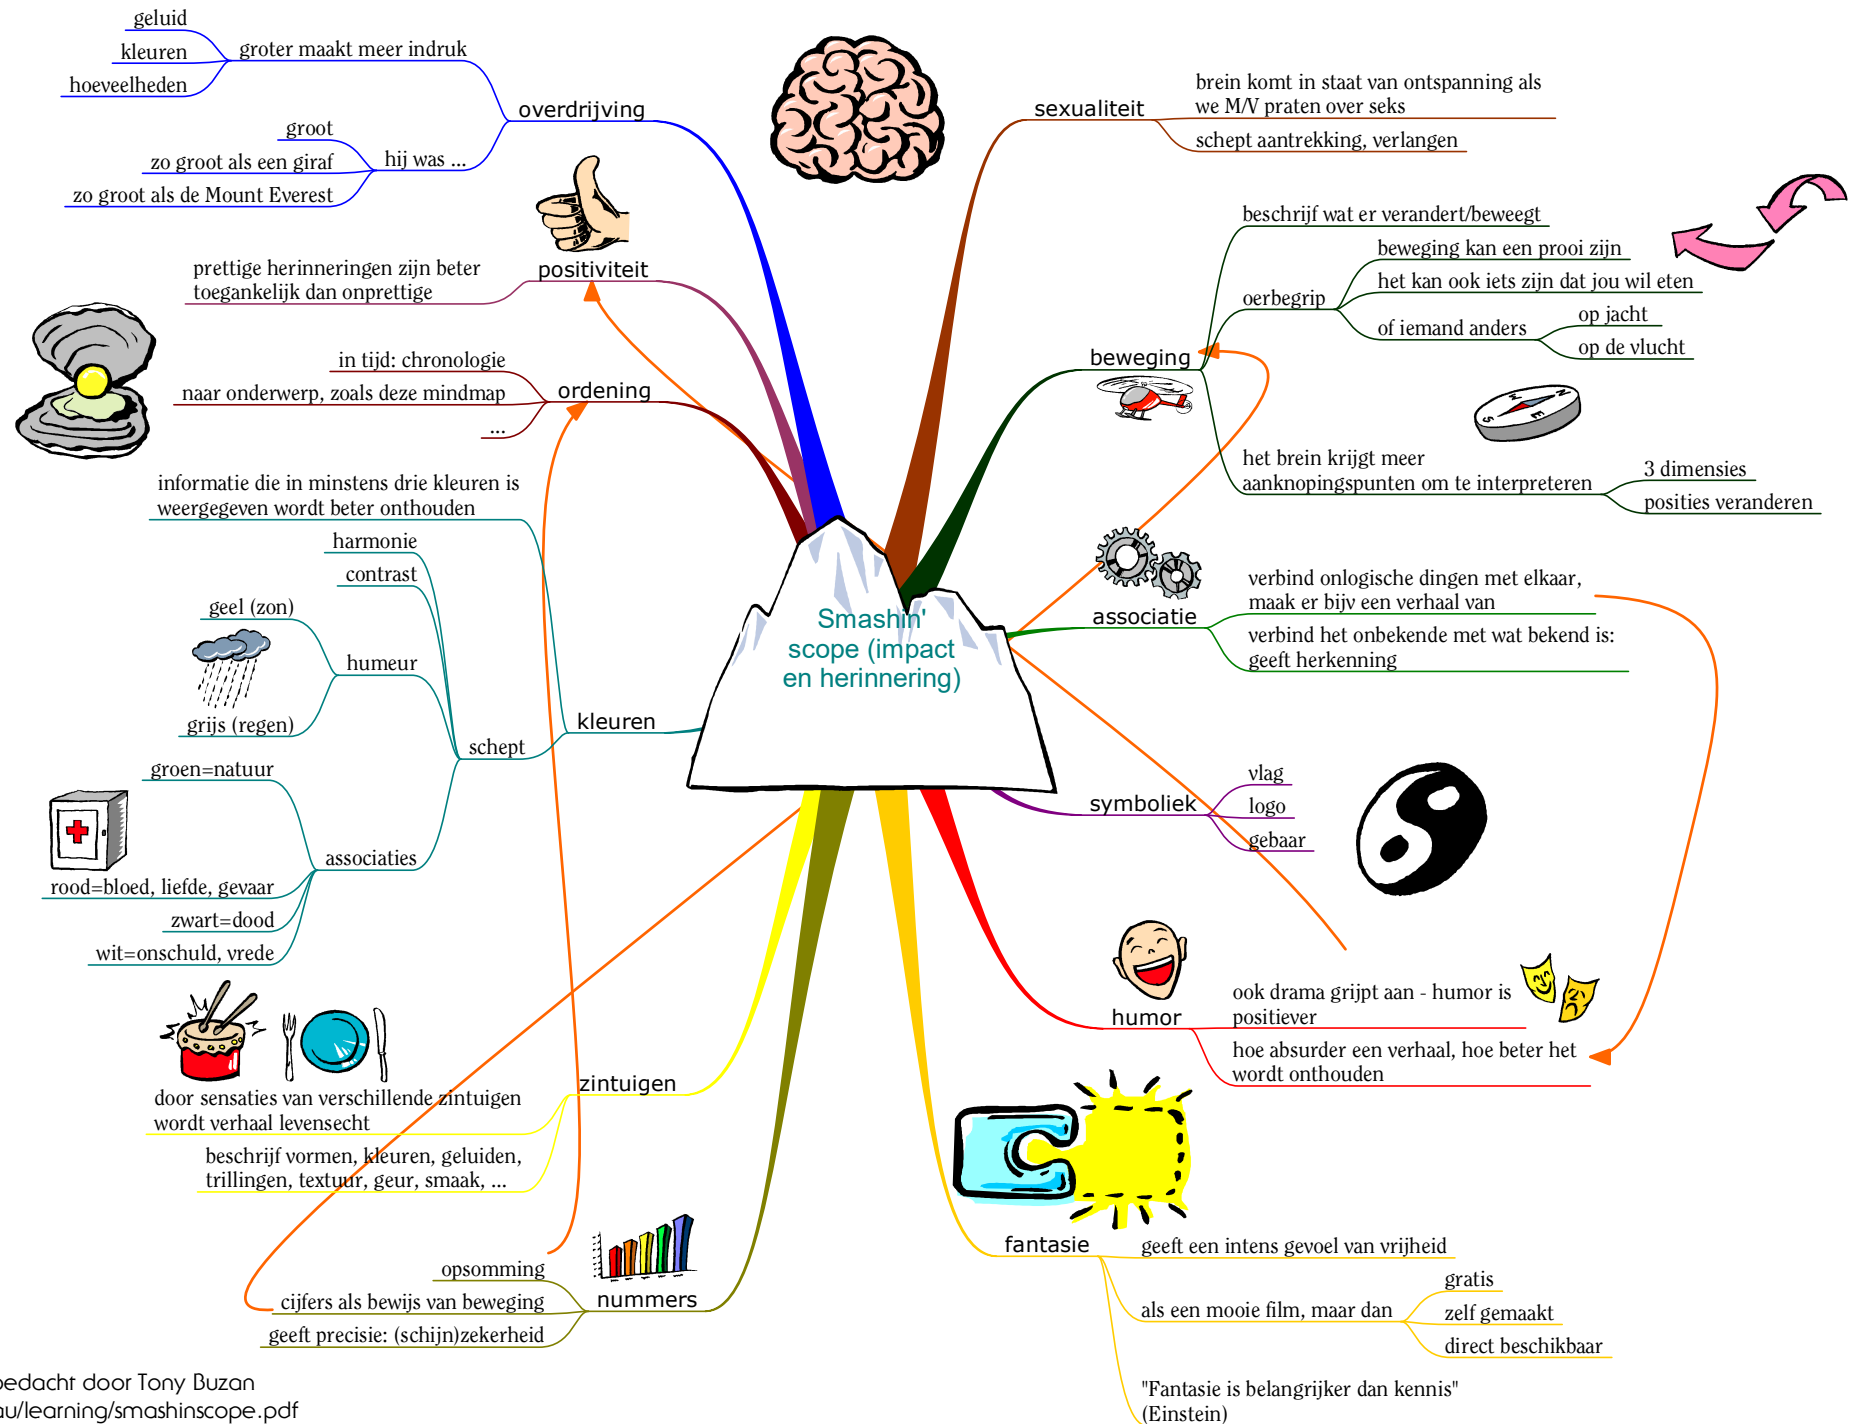 Smashin'
scope (impact
en herinnering)
overdrijving
groter maakt meer indruk
geluid
kleuren
hoeveelheden
hij was ...
groot
zo groot als een giraf
zo groot als de Mount Everest
positiviteit
prettige herinneringen zijn beter
toegankelijk dan onprettige
ordening
in tijd: chronologie
naar onderwerp, zoals deze mindmap
...
kleuren
informatie die in minstens drie kleuren is
weergegeven wordt beter onthouden
schept
harmonie
contrast
humeur
geel (zon)
grijs (regen)
associaties
groen=natuur
rood=bloed, liefde, gevaar
zwart=dood
wit=onschuld, vrede
zintuigen
door sensaties van verschillende zintuigen
wordt verhaal levensecht
beschrijf vormen, kleuren, geluiden,
trillingen, textuur, geur, smaak, ...
nummers
opsomming
cijfers als bewijs van beweging
geeft precisie: (schijn)zekerheid
sexualiteit
brein komt in staat van ontspanning als
we M/V praten over seks
schept aantrekking, verlangen
beweging
beschrijf wat er verandert/beweegt
oerbegrip
beweging kan een prooi zijn
het kan ook iets zijn dat jou wil eten
of iemand anders
op jacht
op de vlucht
het brein krijgt meer
aanknopingspunten om te interpreteren
3 dimensies
posities veranderen
N
E
S
W
associatie
verbind onlogische dingen met elkaar,
maak er bijv een verhaal van
verbind het onbekende met wat bekend is:
geeft herkenning
symboliek
vlag
logo
gebaar
humor
ook drama grijpt aan - humor is
positiever
hoe absurder een verhaal, hoe beter het
wordt onthouden
fantasie
geeft een intens gevoel van vrijheid
als een mooie film, maar dan
gratis
zelf gemaakt
direct beschikbaar
"Fantasie is belangrijker dan kennis"
(Einstein)
bedacht door Tony Buzan
au/learning/smashinscope.pdf